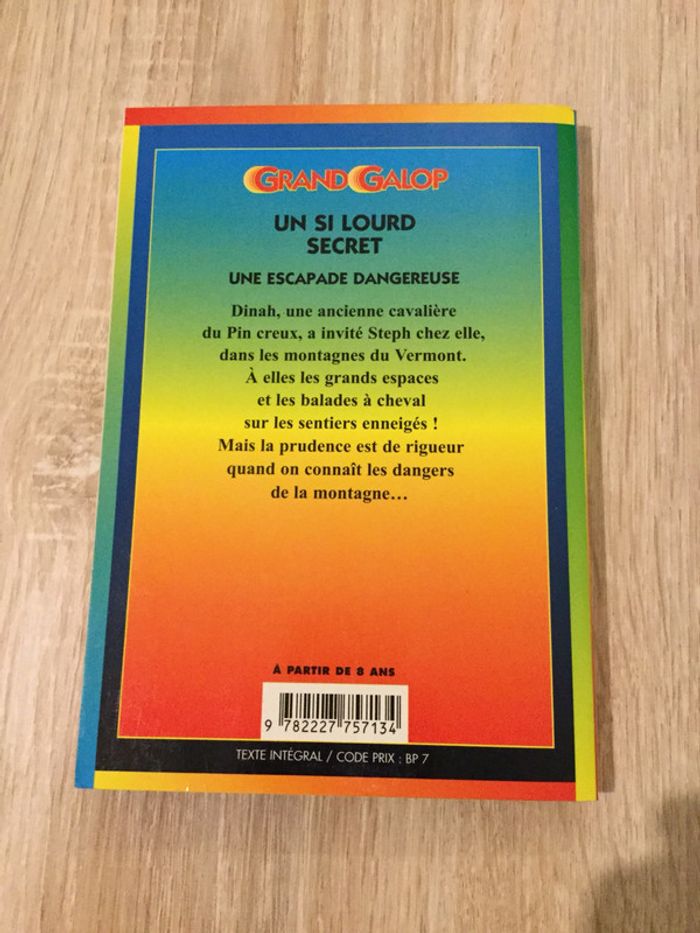 GRAND GALOP
UN SI LOURD
SECRET
UNE ESCAPADE DANGEREUSE
Dinah, une ancienne cavalière
du Pin creux, a invité Steph chez elle,
dans les montagnes du Vermont.
À elles les grands espaces
et les balades à cheval
sur les sentiers enneigés !
Mais la prudence est de rigueur
quand on connaît les dangers
de la montagne…
À PARTIR DE 8 ANS
9 782227 757134
TEXTE INTÉGRAL / CODE PRIX : BP 7